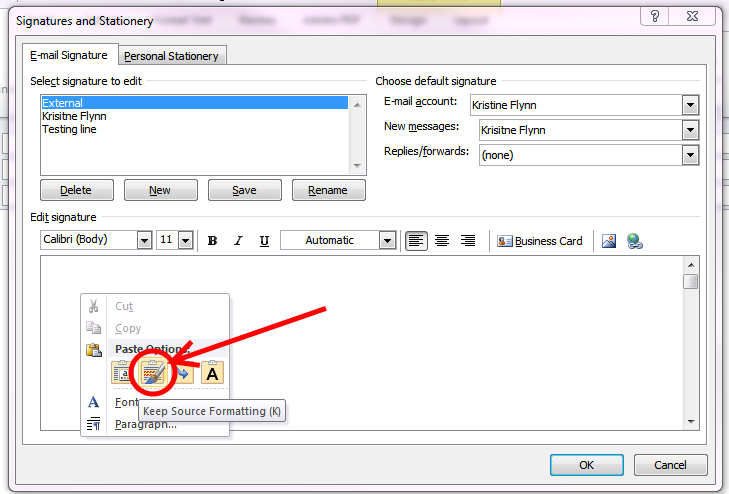 Signatures and Stationery
E-mail Signature
Personal Stationery
Select signature to edit
Choose default signature
External
Krisitne Flynn
Testing line
E-mail account:
Kristine Flynn
New messages:
Krisitne Flynn
Replies/forwards:
(none)
Delete
New
Save
Rename
Edit signature
Calibri (Body)
11
B
I
U
Automatic
Business Card
Cut
Copy
Paste Options:
a
A
A
Font
Keep Source Formatting (K)
Paragraph...
OK
Cancel